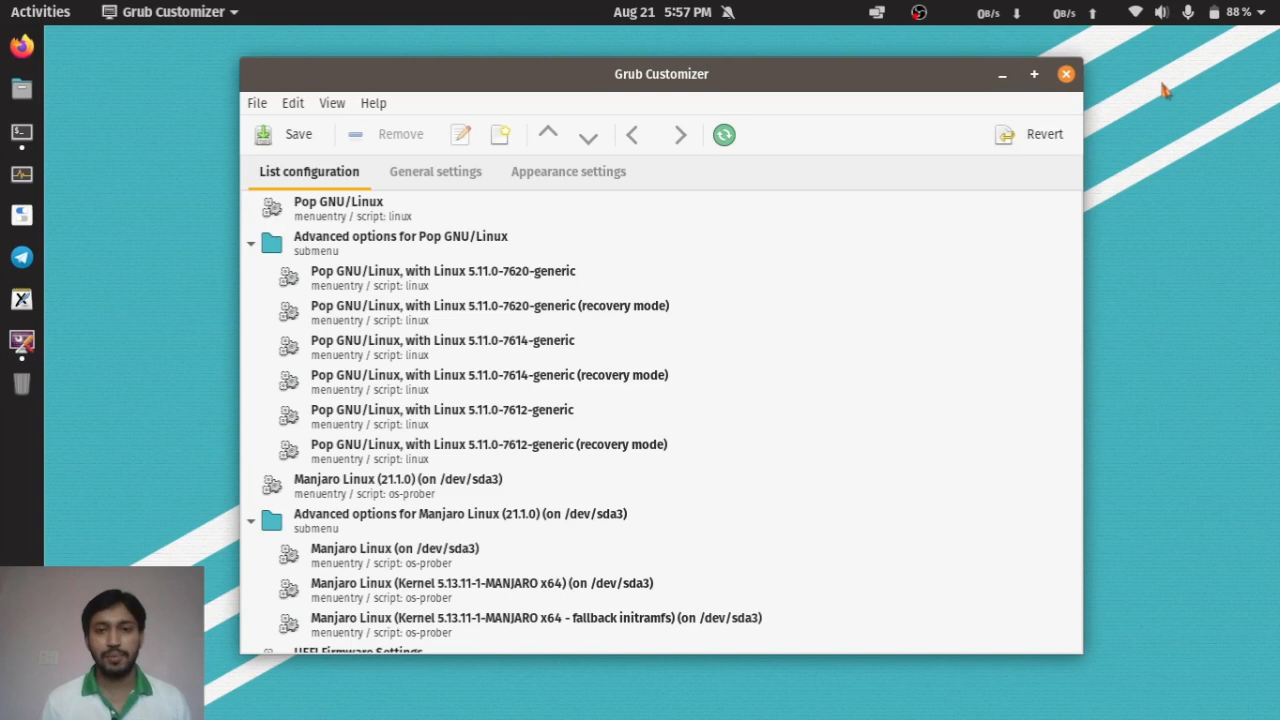 Activities
Grub Customizer
Aug 21 5:57 PM
0B/s
0B/s
88 %
Grub Customizer
File Edit View Help
Save
Remove
Revert
List configuration
General settings
Appearance settings
Pop GNU/Linux
menuentry / script: linux
Advanced options for Pop GNU/Linux
submenu
Pop GNU/Linux, with Linux 5.11.0-7620-generic
menuentry / script: linux
Pop GNU/Linux, with Linux 5.11.0-7620-generic (recovery mode)
menuentry / script: linux
Pop GNU/Linux, with Linux 5.11.0-7614-generic
menuentry / script: linux
Pop GNU/Linux, with Linux 5.11.0-7614-generic (recovery mode)
menuentry / script: linux
Pop GNU/Linux, with Linux 5.11.0-7612-generic
menuentry / script: linux
Pop GNU/Linux, with Linux 5.11.0-7612-generic (recovery mode)
menuentry / script: linux
Manjaro Linux (21.1.0) (on /dev/sda3)
menuentry / script: os-prober
Advanced options for Manjaro Linux (21.1.0) (on /dev/sda3)
submenu
Manjaro Linux (on /dev/sda3)
menuentry / script: os-prober
Manjaro Linux (Kernel 5.13.11-1-MANJARO x64) (on /dev/sda3)
menuentry / script: os-prober
Manjaro Linux (Kernel 5.13.11-1-MANJARO x64 - fallback initramfs) (on /dev/sda3)
menuentry / script: os-prober
UEFI Firmware Settings